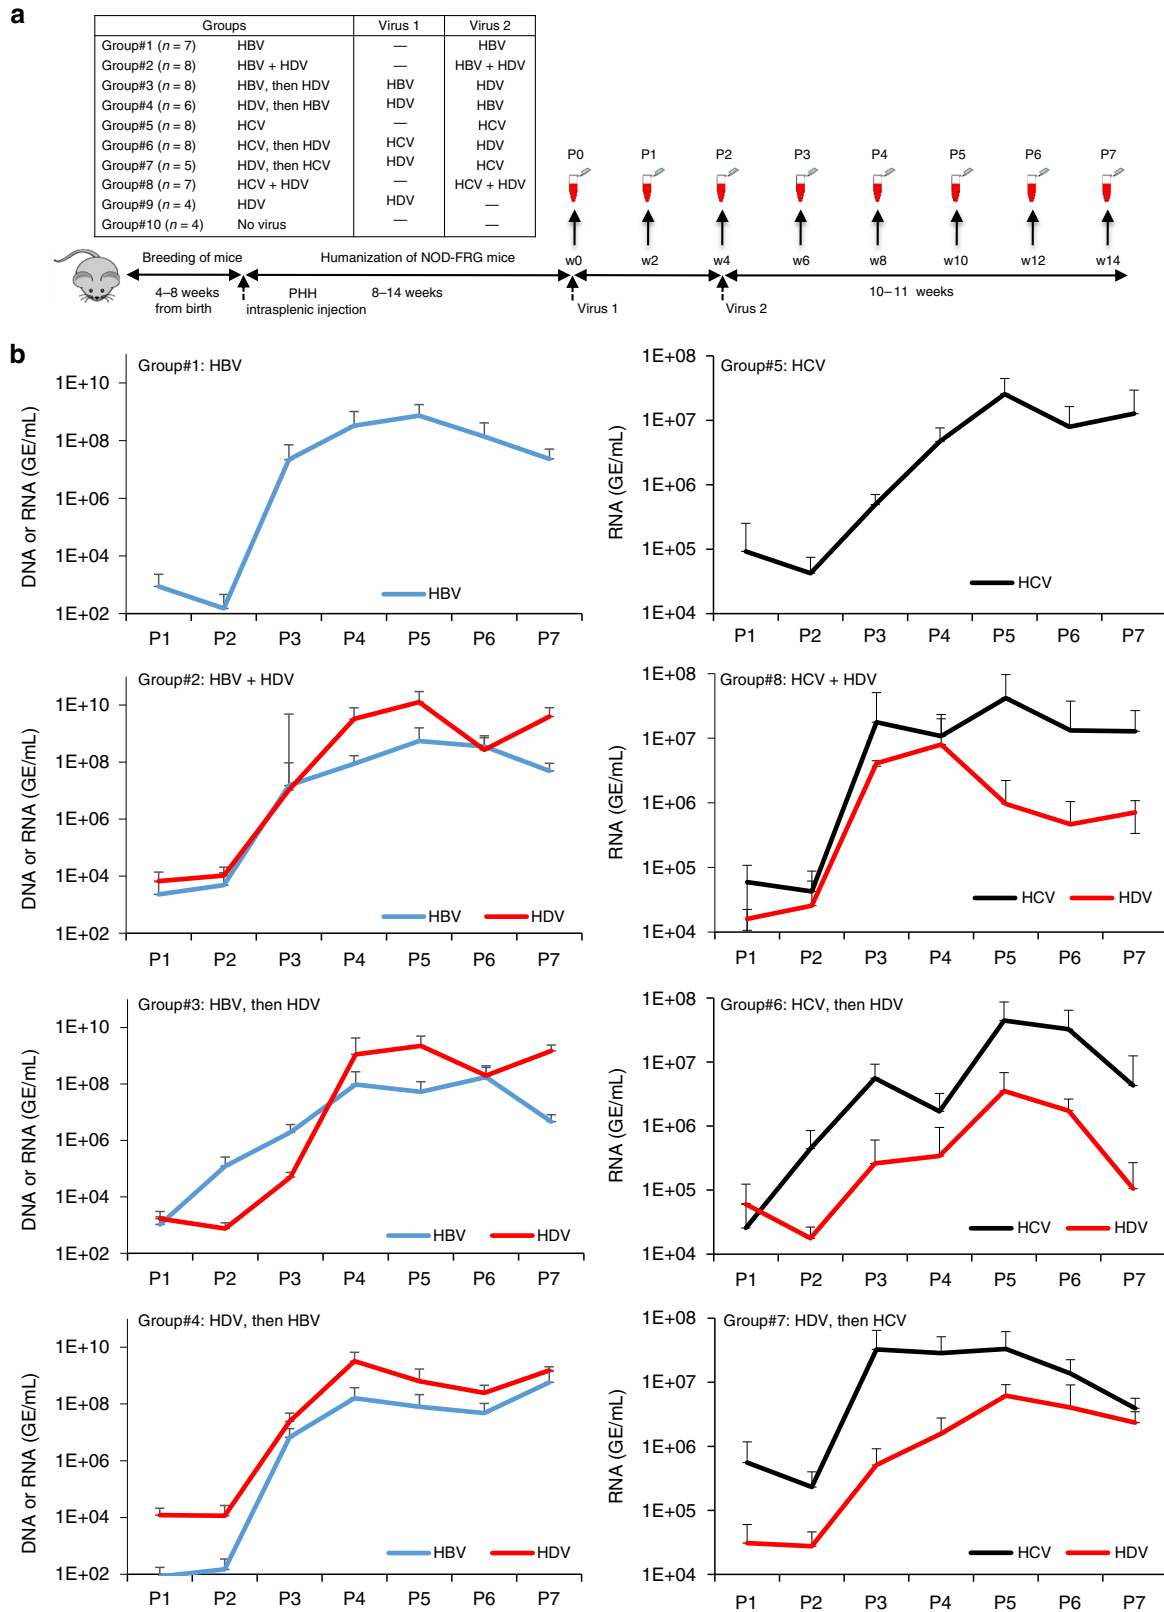 a
Groups Virus 1 Virus 2
Group#1 (n = 7) HBV — HBV
Group#2 (n = 8) HBV + HDV — HBV + HDV
Group#3 (n = 8) HBV, then HDV HBV HDV
Group#4 (n = 6) HDV, then HBV HDV HBV
Group#5 (n = 8) HCV — HCV
Group#6 (n = 8) HCV, then HDV HCV HDV
Group#7 (n = 5) HDV, then HCV HDV HCV
Group#8 (n = 7) HCV + HDV — HCV + HDV
Group#9 (n = 4) HDV HDV —
Group#10 (n = 4) No virus — —
P0 P1 P2 P3 P4 P5 P6 P7
Breeding of mice Humanization of NOD-FRG mice w0 w2 w4 w6 w8 w10 w12 w14
4–8 weeks PHH 8–14 weeks 10–11 weeks
from birth intrasplenic injection Virus 1 Virus 2
b
Group#1: HBV
DNA or RNA (GE/mL)
1E+10
1E+08
1E+06
1E+04
1E+02
HBV
P1 P2 P3 P4 P5 P6 P7
Group#5: HCV
RNA (GE/mL)
1E+08
1E+07
1E+06
1E+05
1E+04
HCV
P1 P2 P3 P4 P5 P6 P7
Group#2: HBV + HDV
DNA or RNA (GE/mL)
1E+10
1E+08
1E+06
1E+04
1E+02
HBV HDV
P1 P2 P3 P4 P5 P6 P7
Group#8: HCV + HDV
RNA (GE/mL)
1E+08
1E+07
1E+06
1E+05
1E+04
HCV HDV
P1 P2 P3 P4 P5 P6 P7
Group#3: HBV, then HDV
DNA or RNA (GE/mL)
1E+10
1E+08
1E+06
1E+04
1E+02
HBV HDV
P1 P2 P3 P4 P5 P6 P7
Group#6: HCV, then HDV
RNA (GE/mL)
1E+08
1E+07
1E+06
1E+05
1E+04
HCV HDV
P1 P2 P3 P4 P5 P6 P7
Group#4: HDV, then HBV
DNA or RNA (GE/mL)
1E+10
1E+08
1E+06
1E+04
1E+02
HBV HDV
P1 P2 P3 P4 P5 P6 P7
Group#7: HDV, then HCV
RNA (GE/mL)
1E+08
1E+07
1E+06
1E+05
1E+04
HCV HDV
P1 P2 P3 P4 P5 P6 P7